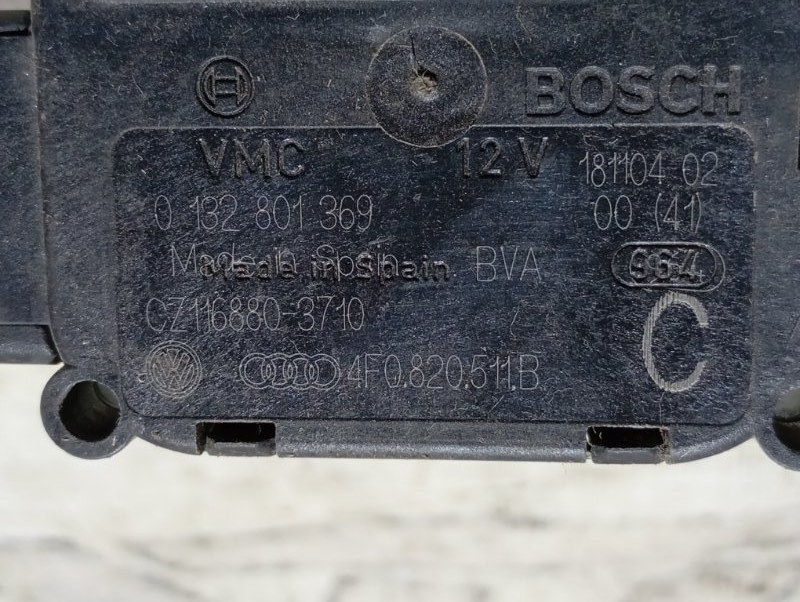 BOSCH
VMC 12 V 181104 02
0 132 801 369 00 (41)
Made in Spain BVA 964
CZ116880-3710 C
VW 4F0.820.511.B